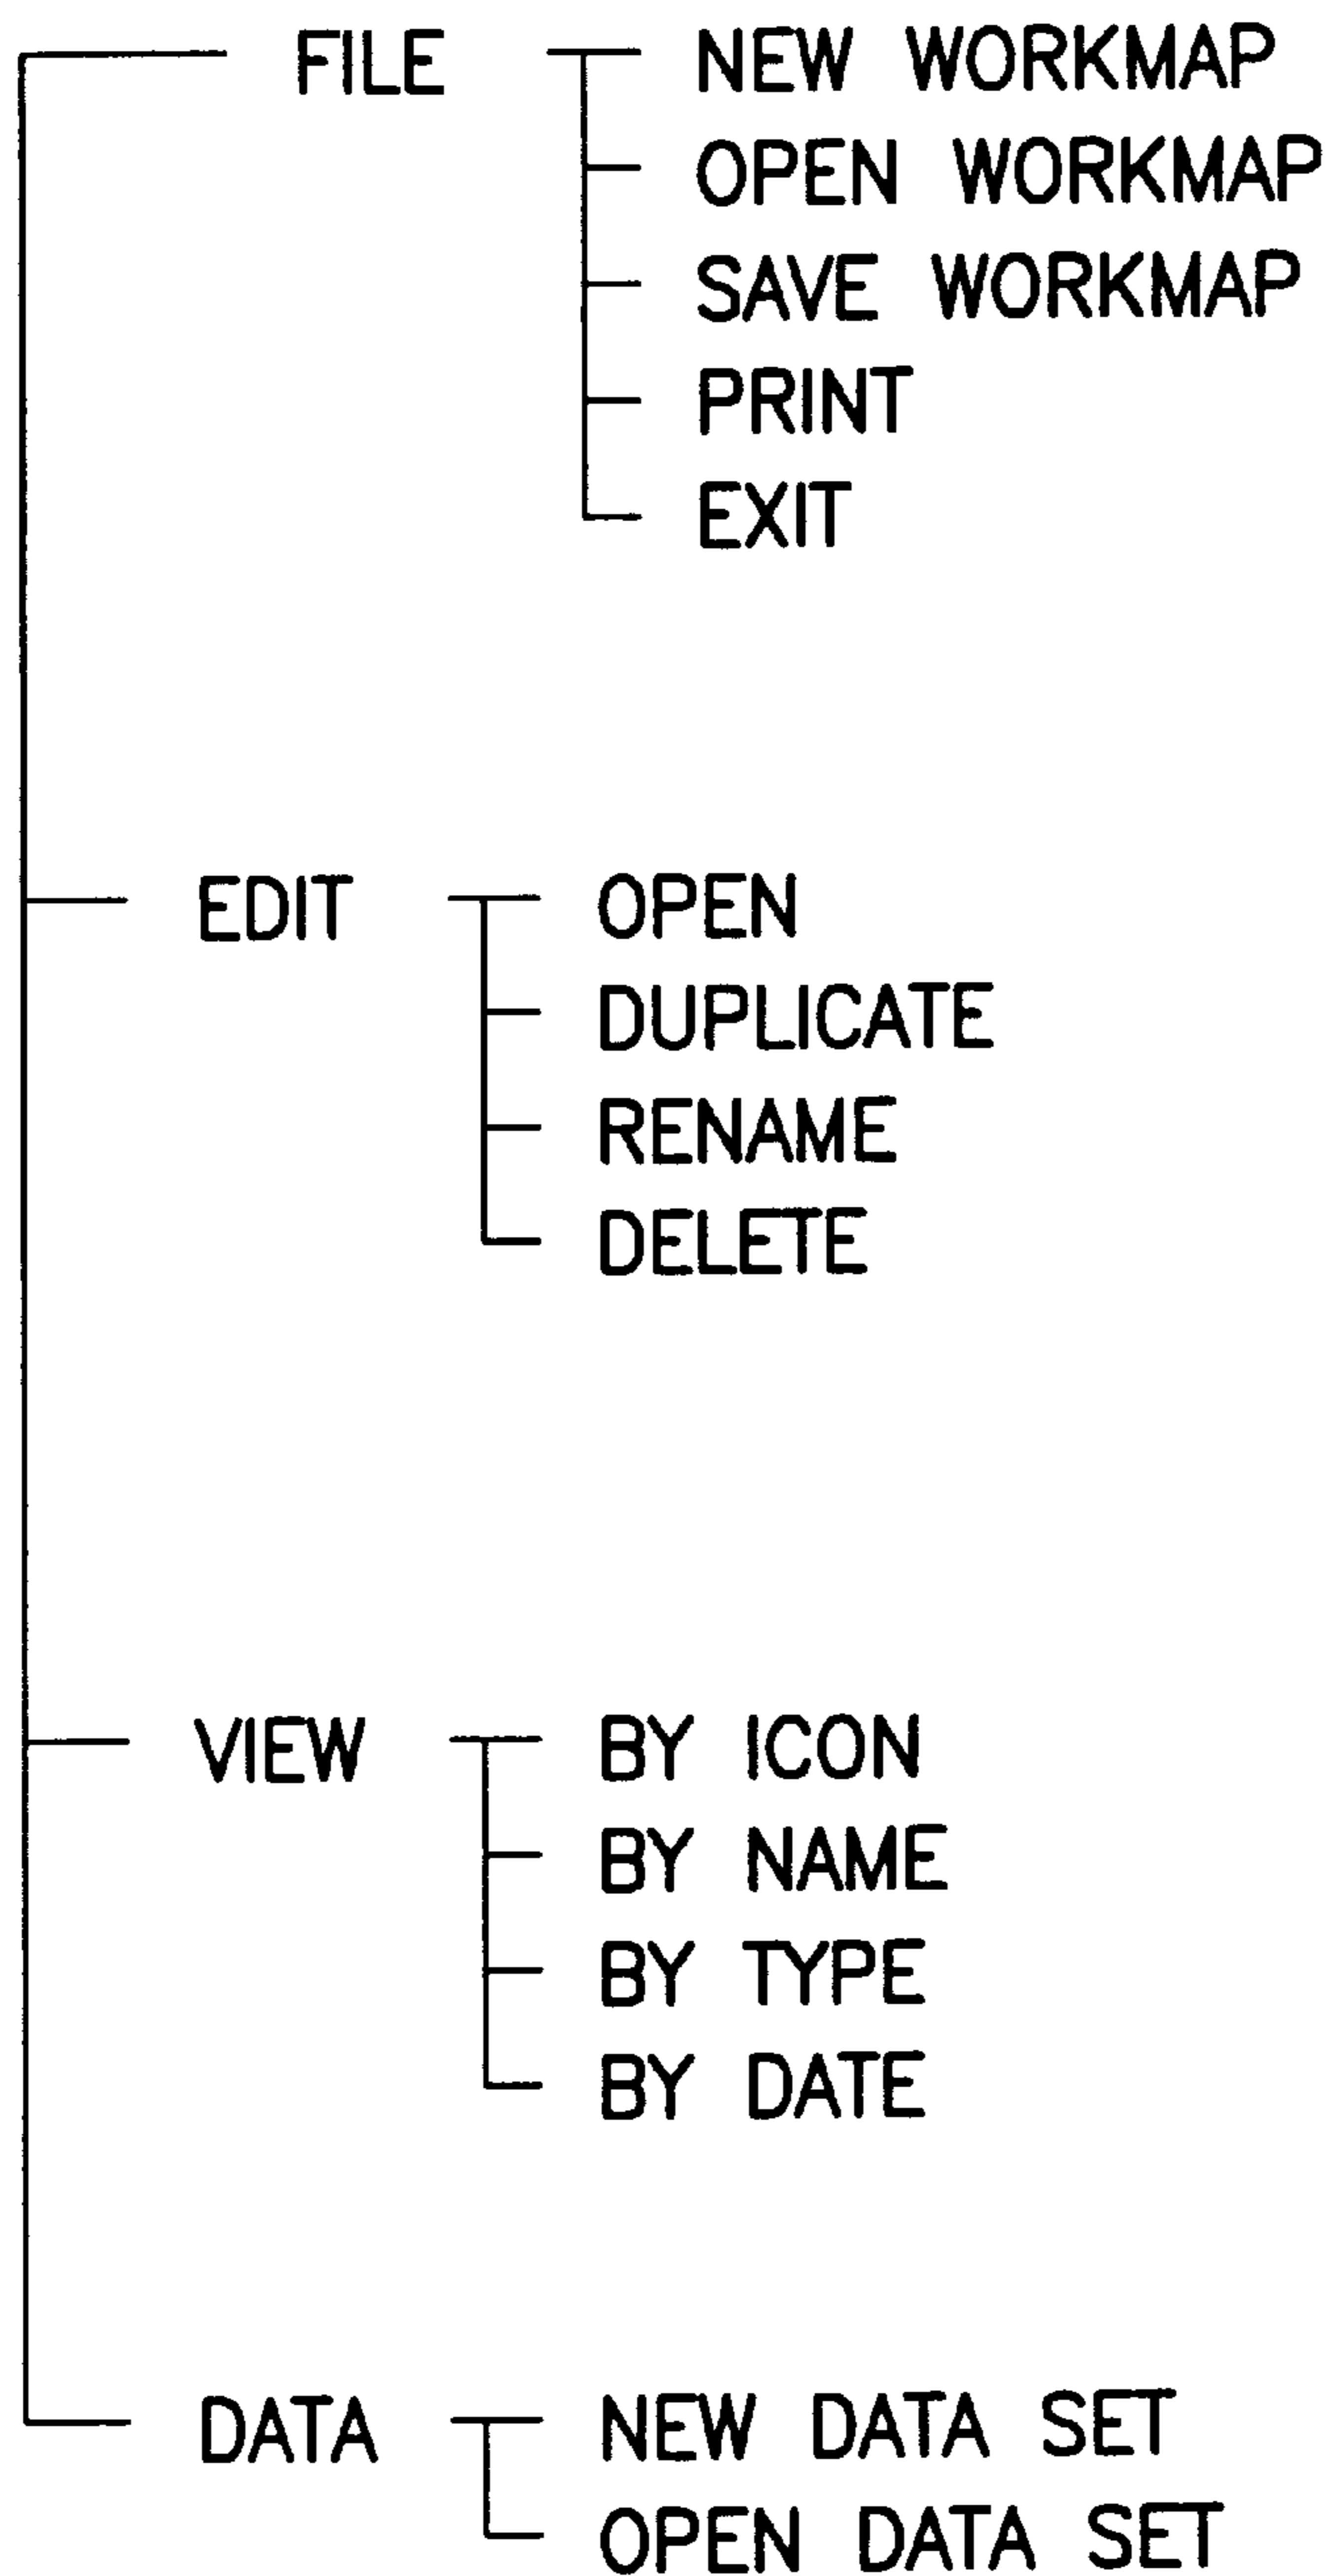 FILE NEW WORKMAP
OPEN WORKMAP
SAVE WORKMAP
PRINT
EXIT
EDIT OPEN
DUPLICATE
RENAME
DELETE
VIEW BY ICON
BY NAME
BY TYPE
BY DATE
DATA NEW DATA SET
OPEN DATA SET